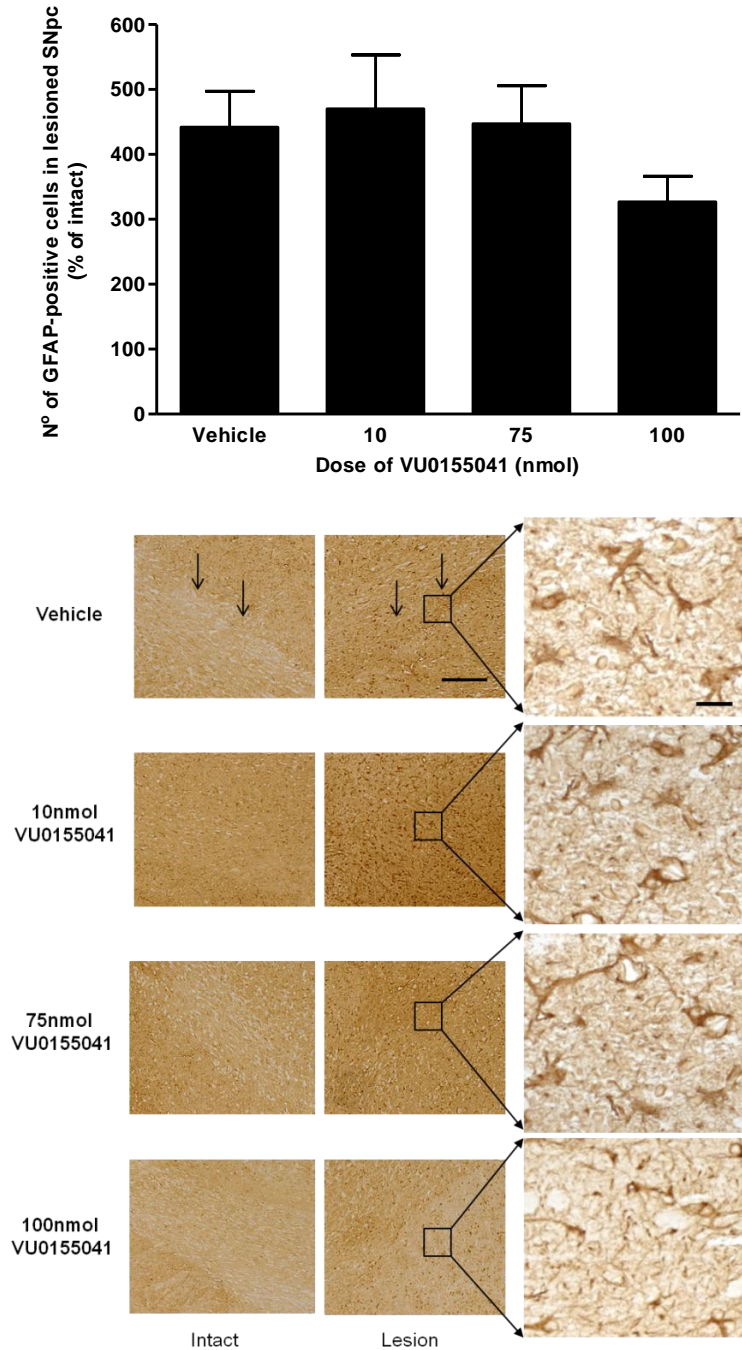 Nº of GFAP-positive cells in lesioned SNpc
(% of intact)
600
500
400
300
200
100
0
Vehicle 10 75 100
Dose of VU0155041 (nmol)
Vehicle
10nmol
VU0155041
75nmol
VU0155041
100nmol
VU0155041
Intact Lesion